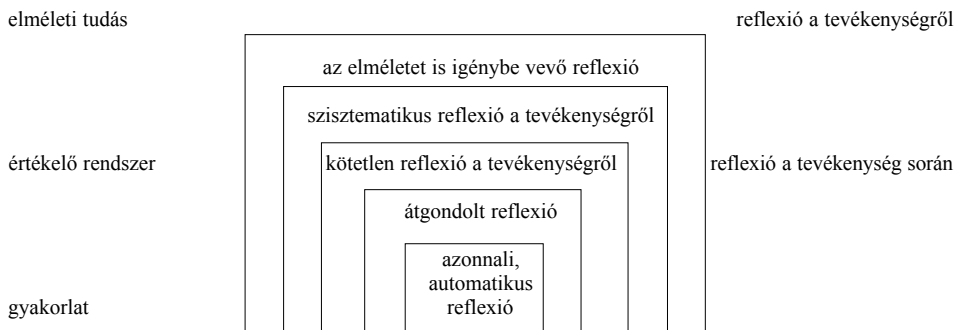 elméleti tudás
reflexió a tevékenységről
az elméletet is igénybe vevő reflexió
szisztematikus reflexió a tevékenységről
értékelő rendszer
kötetlen reflexió a tevékenységről
reflexió a tevékenység során
átgondolt reflexió
azonnali,
automatikus
reflexió
gyakorlat